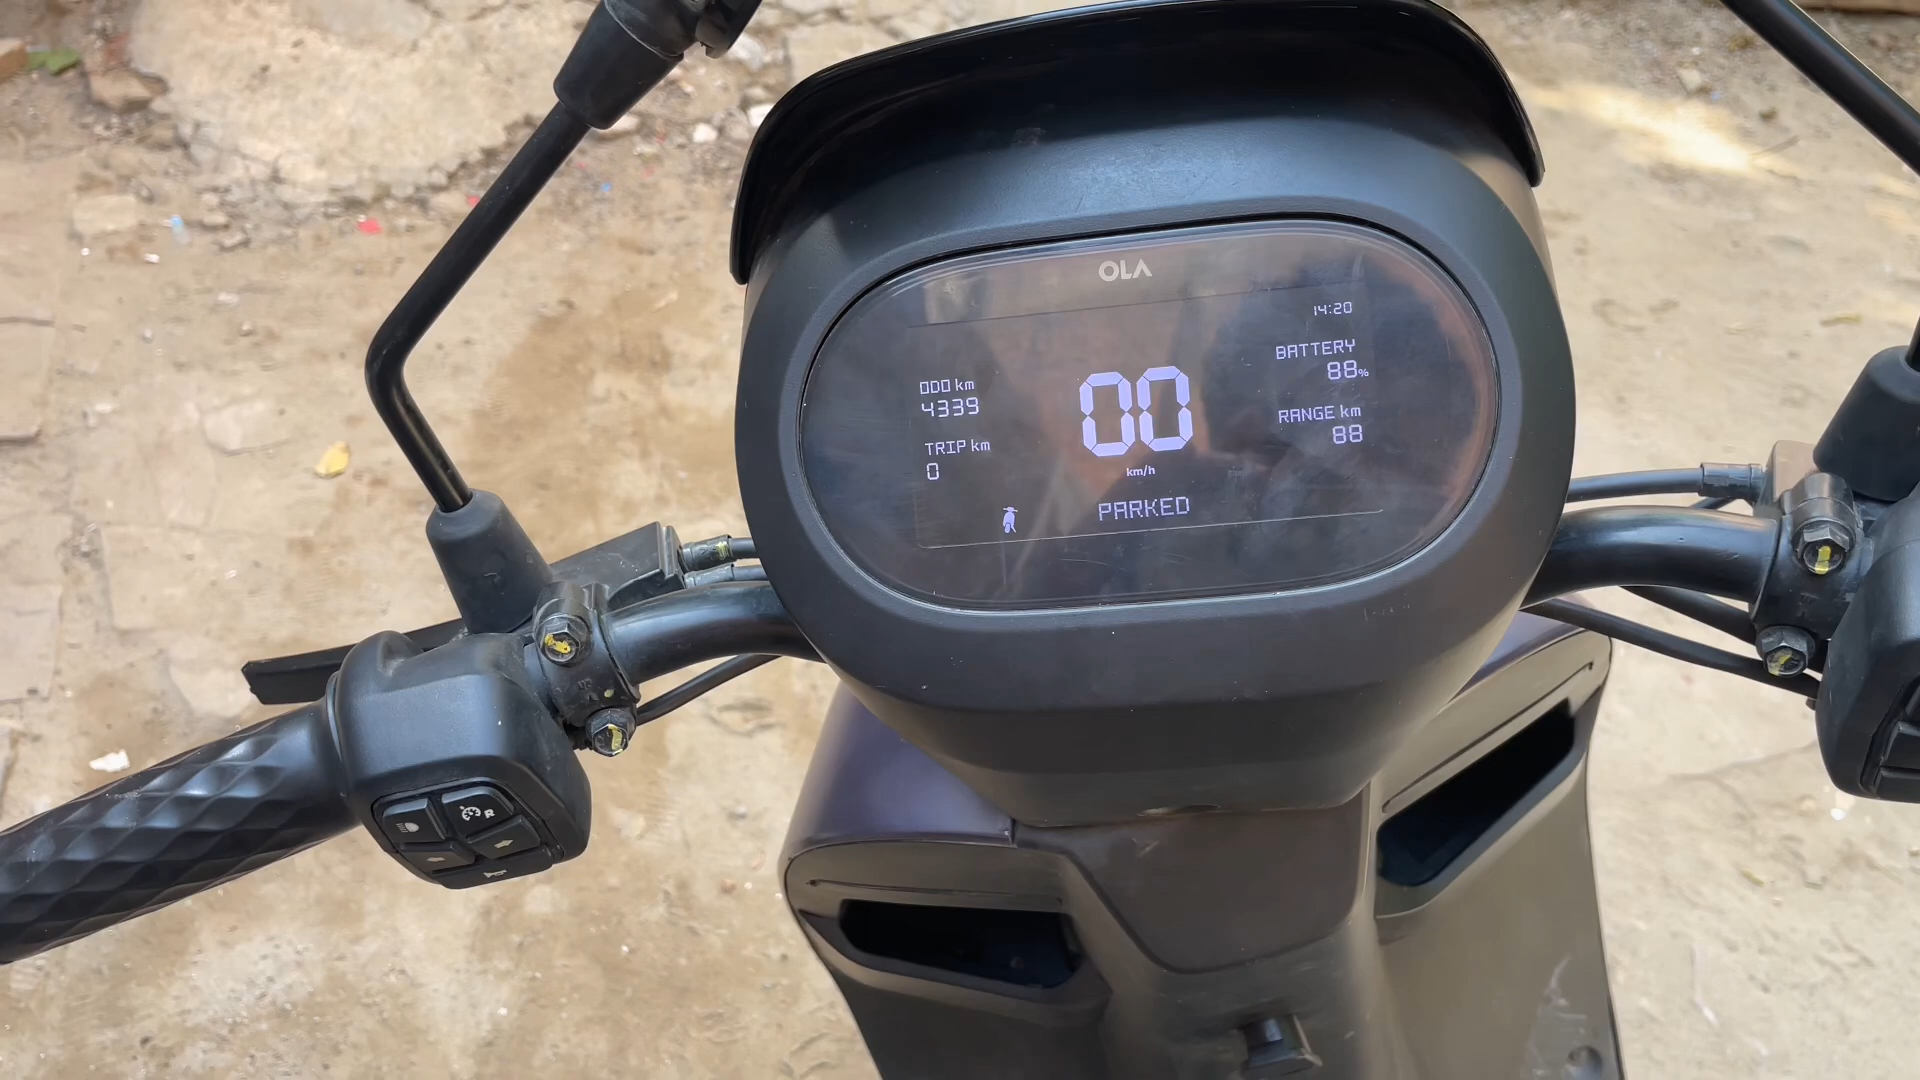 OLA
14:20
BATTERY
88%
RANGE km
88
ODO km
4339
TRIP km
0
00
km/h
PARKED
R